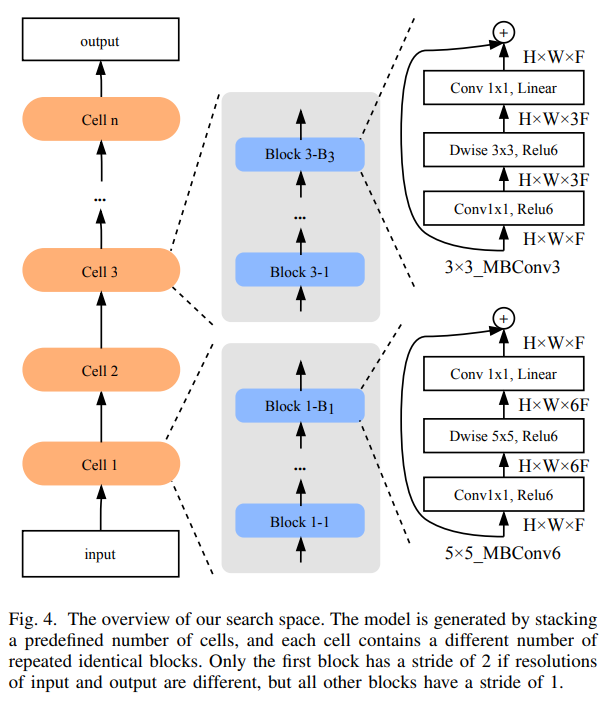 output
Cell n
...
Cell 3
Cell 2
Cell 1
input
Block 3-B3
...
Block 3-1
Block 1-B1
...
Block 1-1
+
H×W×F
Conv 1x1, Linear
H×W×3F
Dwise 3x3, Relu6
H×W×3F
Conv1x1, Relu6
H×W×F
3×3_MBConv3
+
H×W×F
Conv 1x1, Linear
H×W×6F
Dwise 5x5, Relu6
H×W×6F
Conv1x1, Relu6
H×W×F
5×5_MBConv6
Fig. 4. The overview of our search space. The model is generated by stacking
a predefined number of cells, and each cell contains a different number of
repeated identical blocks. Only the first block has a stride of 2 if resolutions
of input and output are different, but all other blocks have a stride of 1.